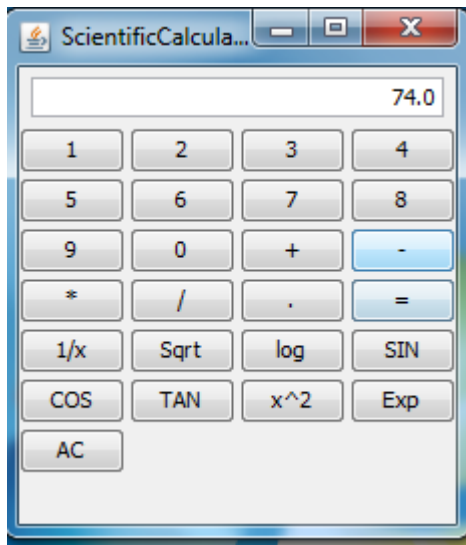 ScientificCalcula...
74.0
1 2 3 4
5 6 7 8
9 0 + -
* / . =
1/x Sqrt log SIN
COS TAN x^2 Exp
AC